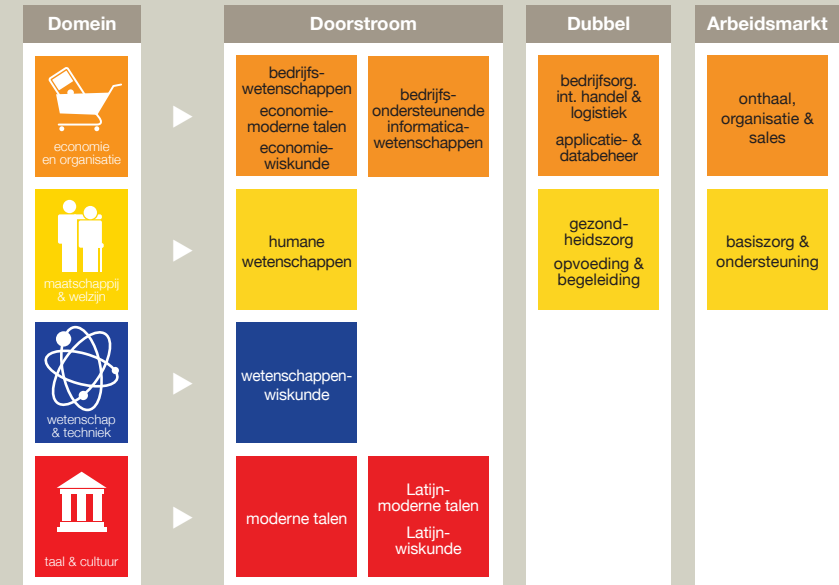 Domein
Doorstroom
Dubbel
Arbeidsmarkt
economie
en organisatie
bedrijfs-
wetenschappen
economie-
moderne talen
economie-
wiskunde
bedrijfs-
ondersteunende
informatica-
wetenschappen
bedrijfsorg.
int. handel &
logistiek
applicatie- &
databeheer
onthaal,
organisatie &
sales
maatschappij
& welzijn
humane
wetenschappen
gezond-
heidszorg
opvoeding &
begeleiding
basiszorg &
ondersteuning
wetenschap
& techniek
wetenschappen-
wiskunde
taal & cultuur
moderne talen
Latijn-
moderne talen
Latijn-
wiskunde